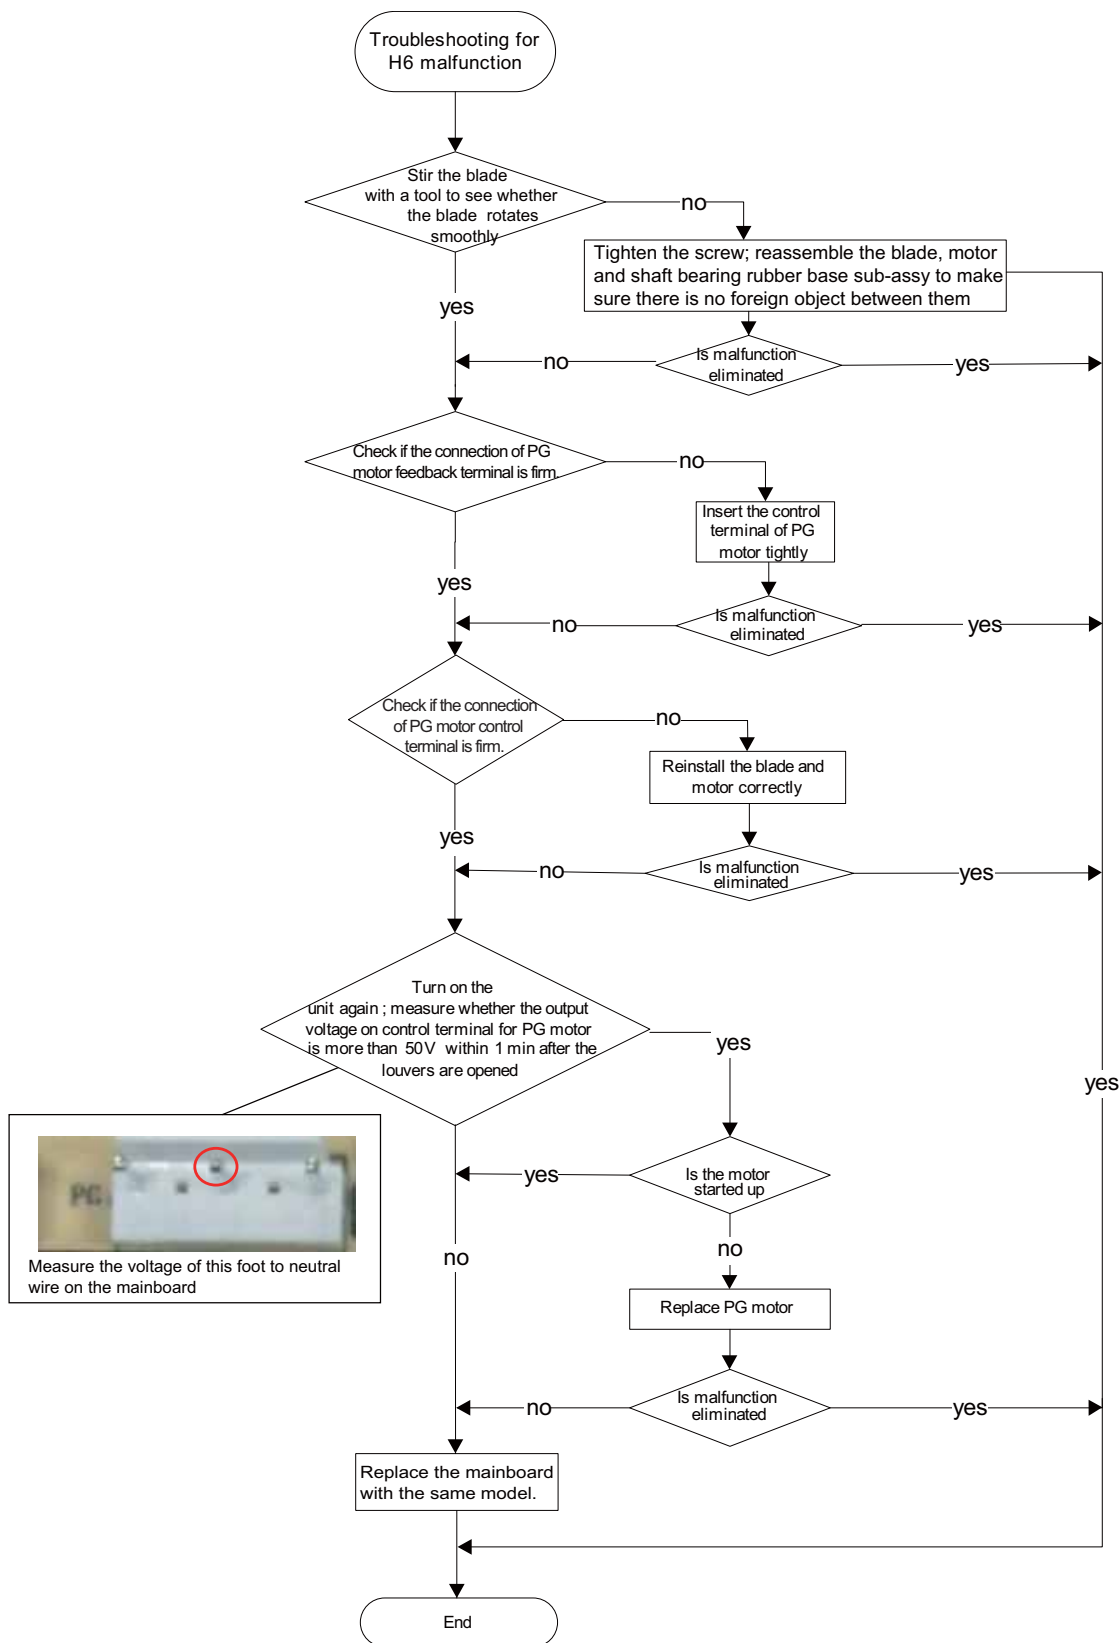 Troubleshooting for
H6 malfunction
Stir the blade
with a tool to see whether
the blade rotates
smoothly
no
Tighten the screw; reassemble the blade, motor
and shaft bearing rubber base sub-assy to make
sure there is no foreign object between them
yes
Is malfunction
eliminated
no
yes
Check if the connection of PG
motor feedback terminal is firm.
no
Insert the control
terminal of PG
motor tightly
yes
Is malfunction
eliminated
no
yes
Check if the connection
of PG motor control
terminal is firm.
no
Reinstall the blade and
motor correctly
yes
Is malfunction
eliminated
no
yes
Turn on the
unit again ; measure whether the output
voltage on control terminal for PG motor
is more than 50V within 1 min after the
louvers are opened
yes
yes
PG
Measure the voltage of this foot to neutral
wire on the mainboard
Is the motor
started up
yes
no
no
Replace PG motor
Is malfunction
eliminated
no
yes
Replace the mainboard
with the same model.
End